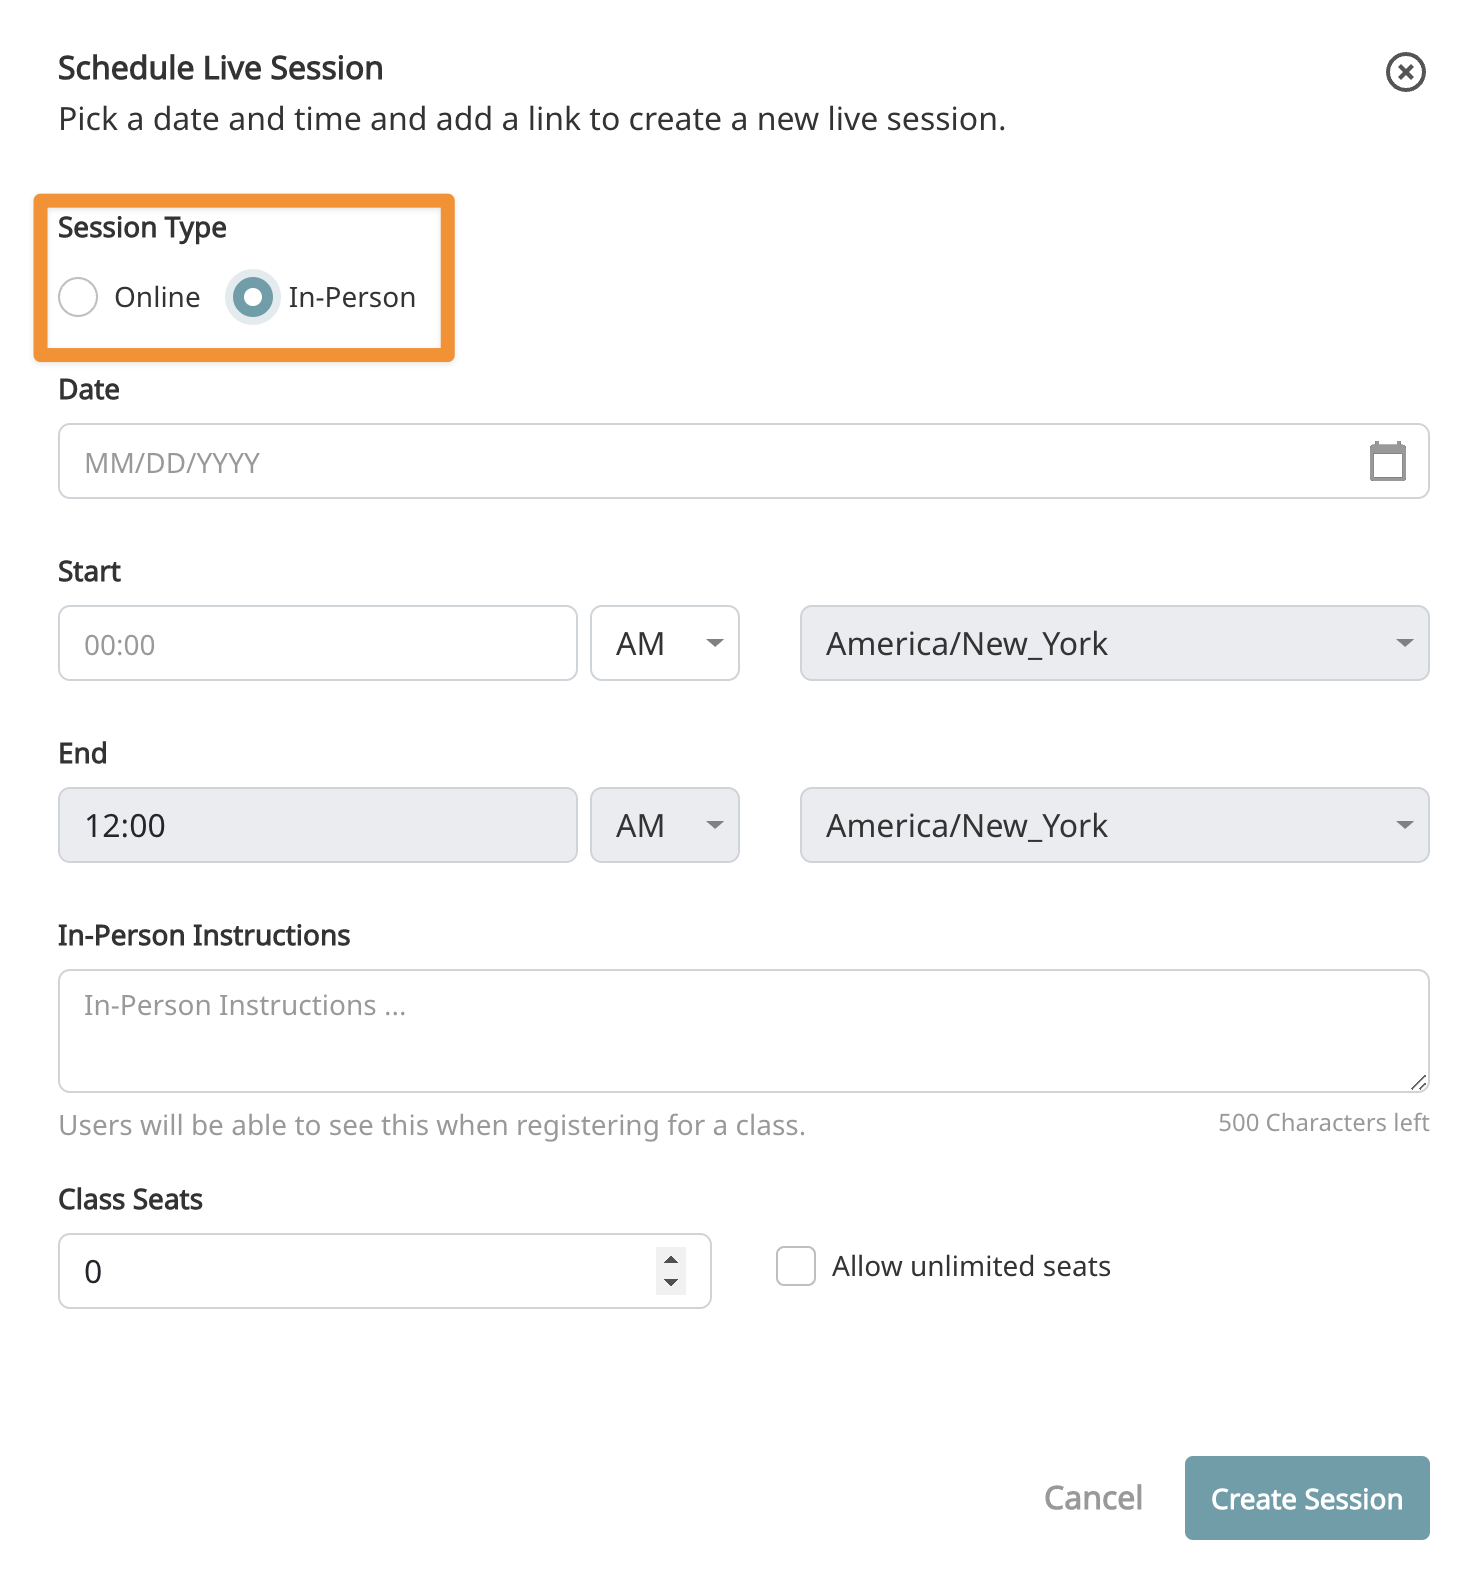 Schedule Live Session
Pick a date and time and add a link to create a new live session.
Session Type
Online In-Person
Date
MM/DD/YYYY
Start
00:00 AM America/New_York
End
12:00 AM America/New_York
In-Person Instructions
In-Person Instructions ...
Users will be able to see this when registering for a class. 500 Characters left
Class Seats
0 Allow unlimited seats
Cancel Create Session